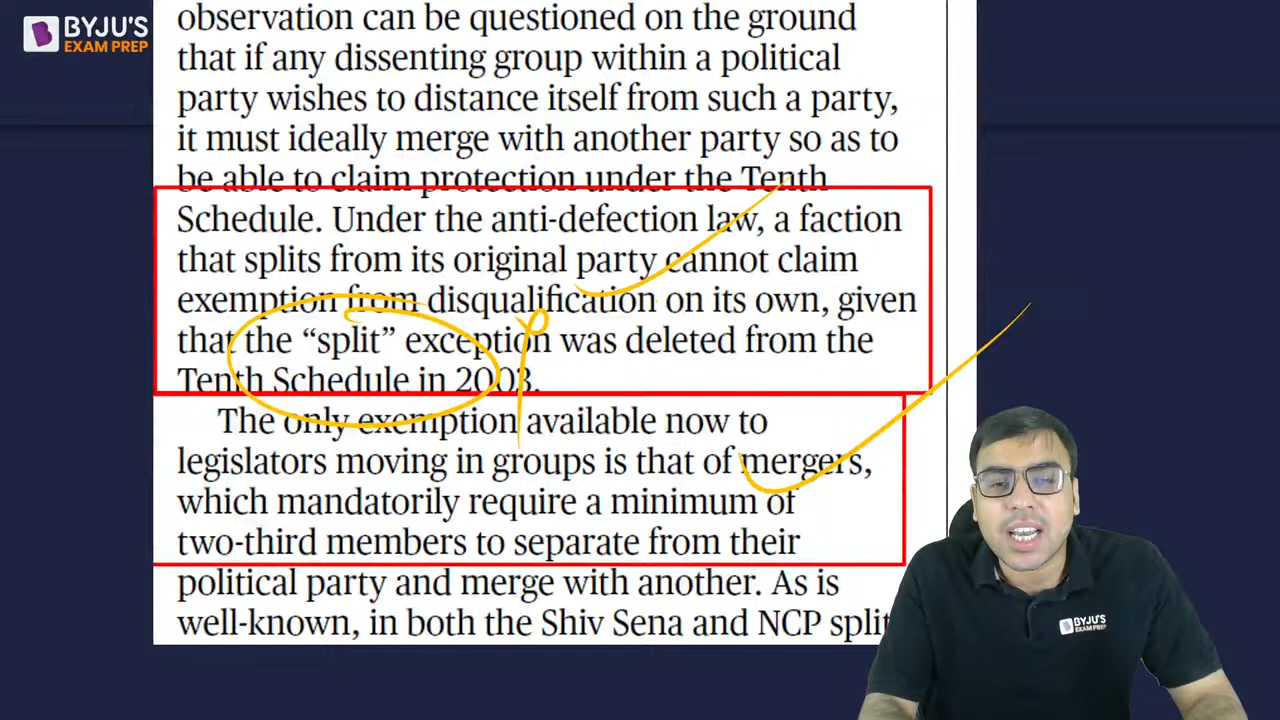 BYJU'S
EXAM PREP
observation can be questioned on the ground
that if any dissenting group within a political
party wishes to distance itself from such a party,
it must ideally merge with another party so as to
be able to claim protection under the Tenth
Schedule. Under the anti-defection law, a faction
that splits from its original party cannot claim
exemption from disqualification on its own, given
that the “split” exception was deleted from the
Tenth Schedule in 2003.
The only exemption available now to
legislators moving in groups is that of mergers,
which mandatorily require a minimum of
two-third members to separate from their
political party and merge with another. As is
well-known, in both the Shiv Sena and NCP split
BYJU'S
EXAM PREP